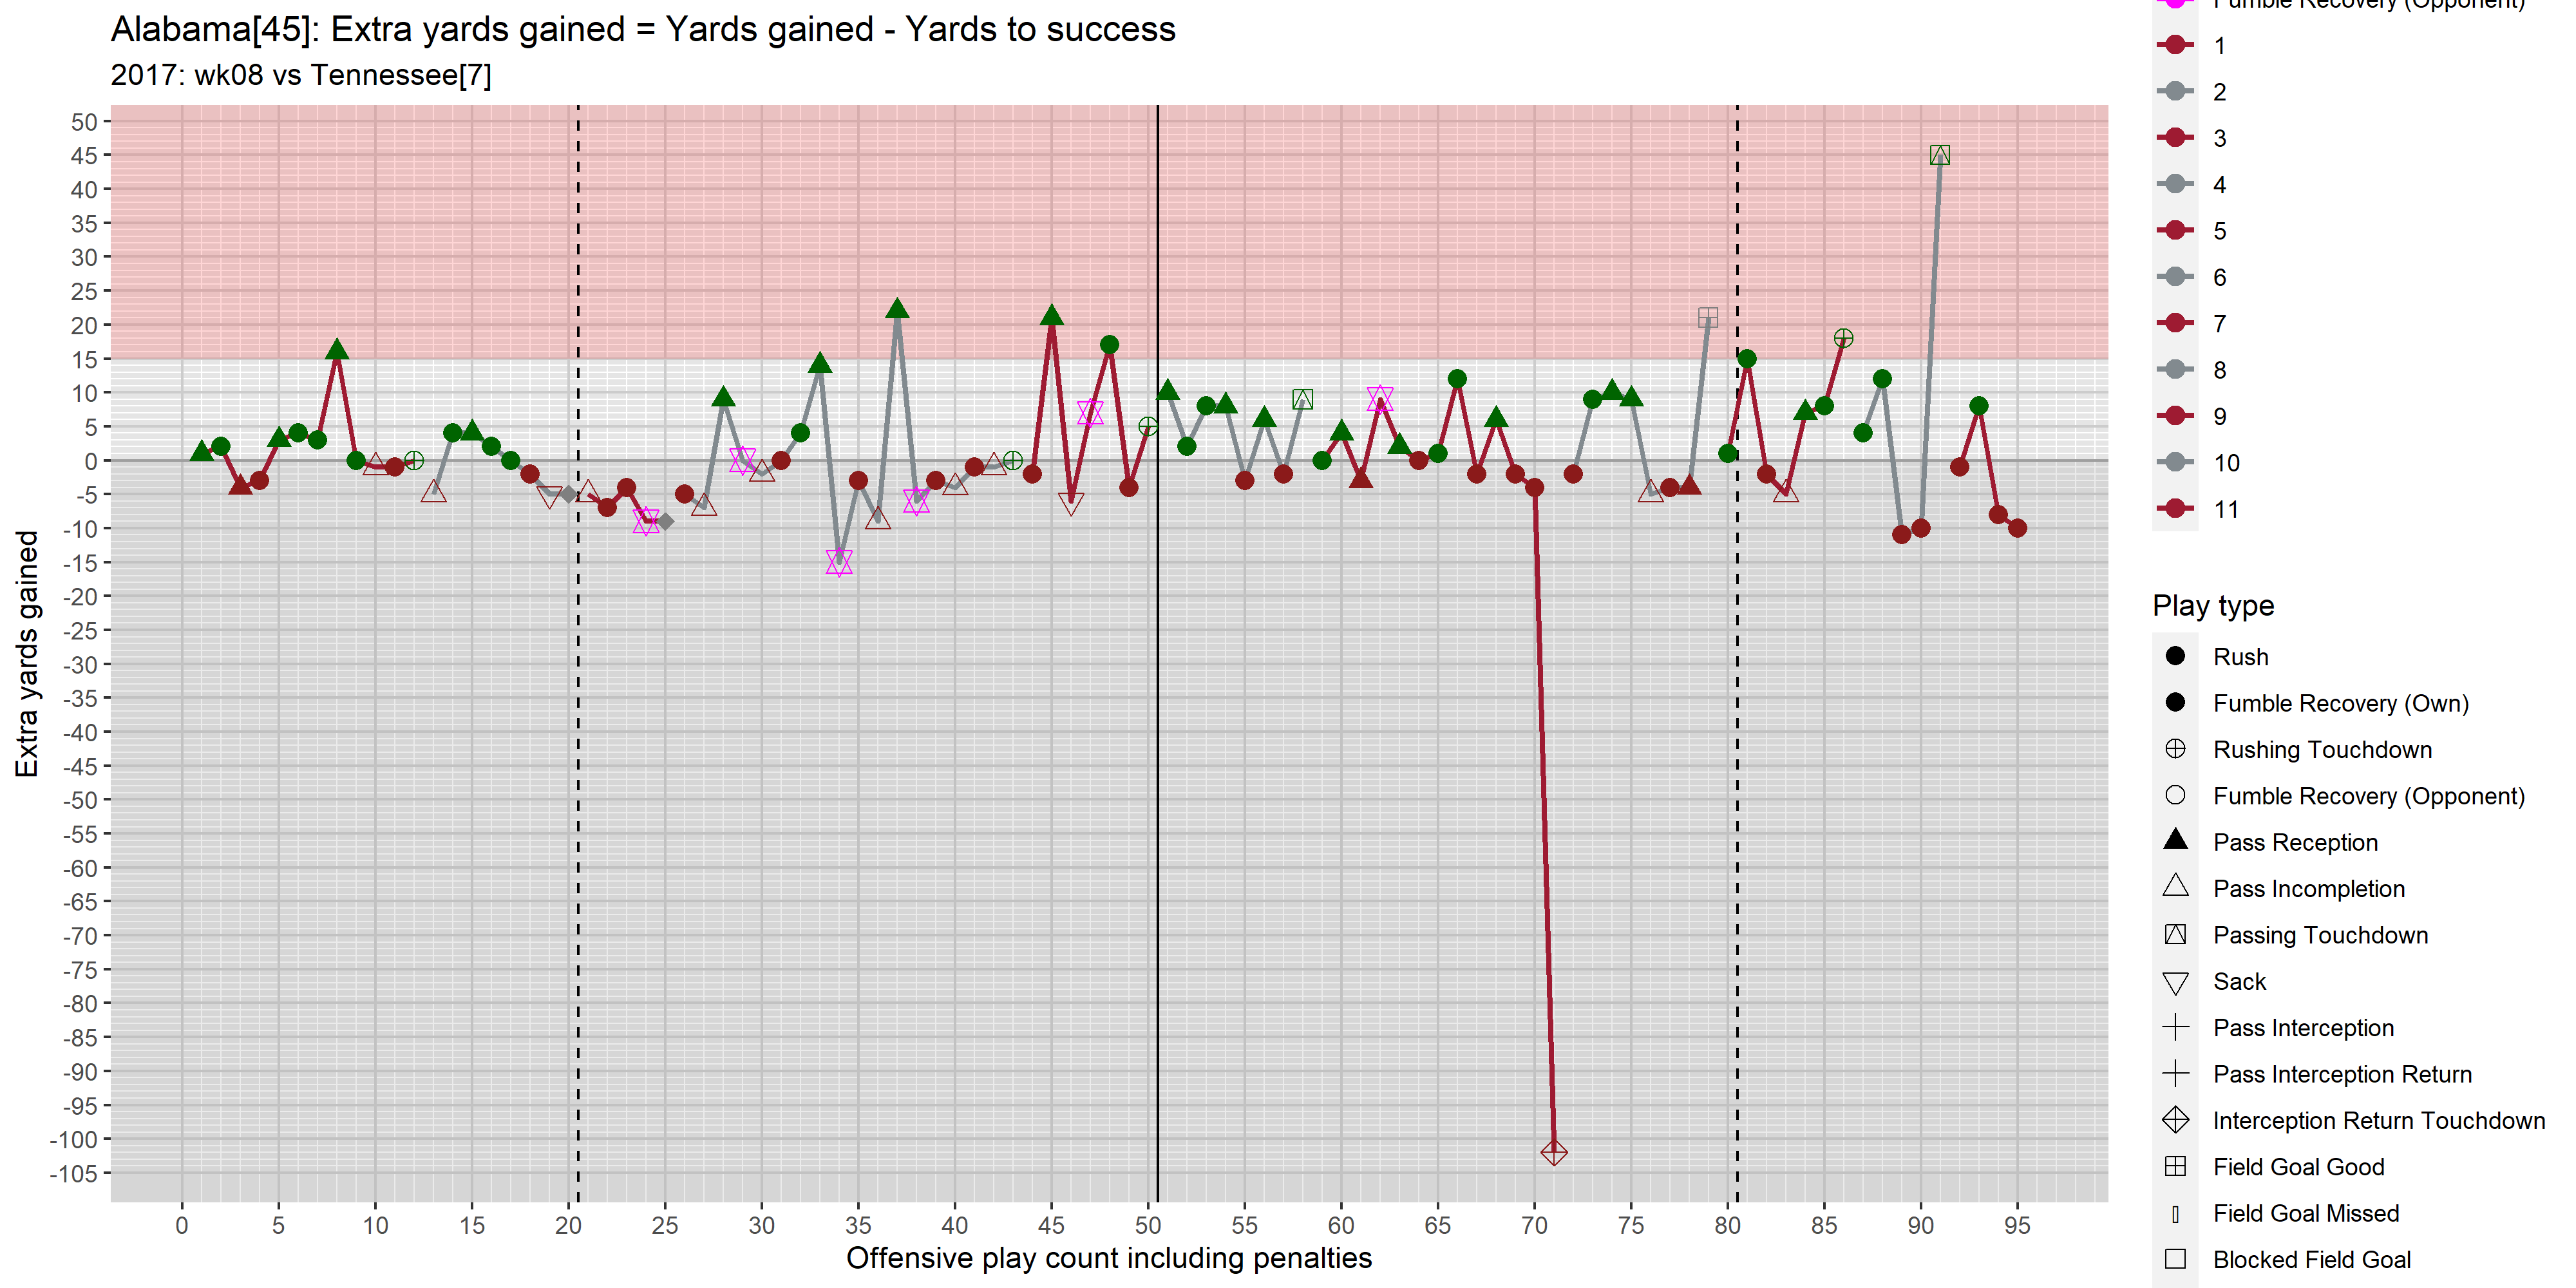 Alabama[45]: Extra yards gained = Yards gained - Yards to success
2017: wk08 vs Tennessee[7]
Extra yards gained
50
45
40
35
30
25
20
15
10
5
0
-5
-10
-15
-20
-25
-30
-35
-40
-45
-50
-55
-60
-65
-70
-75
-80
-85
-90
-95
-100
-105
0 5 10 15 20 25 30 35 40 45 50 55 60 65 70 75 80 85 90 95
Offensive play count including penalties
Fumble Recovery (Opponent)
1
2
3
4
5
6
7
8
9
10
11
Play type
Rush
Fumble Recovery (Own)
Rushing Touchdown
Fumble Recovery (Opponent)
Pass Reception
Pass Incompletion
Passing Touchdown
Sack
Pass Interception
Pass Interception Return
Interception Return Touchdown
Field Goal Good
Field Goal Missed
Blocked Field Goal